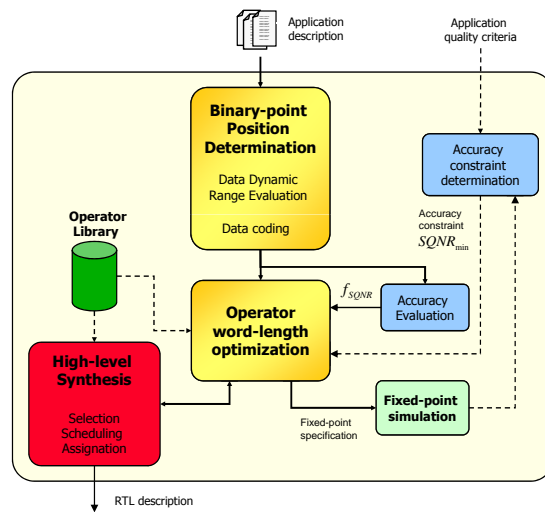 Application
description
Application
quality criteria
Binary-point
Position
Determination
Data Dynamic
Range Evaluation
Data coding
Accuracy
constraint
determination
Accuracy
constraint
SQNRmin
Operator
Library
Operator
word-length
optimization
fSQNR
Accuracy
Evaluation
High-level
Synthesis
Selection
Scheduling
Assignation
Fixed-point
specification
Fixed-point
simulation
RTL description